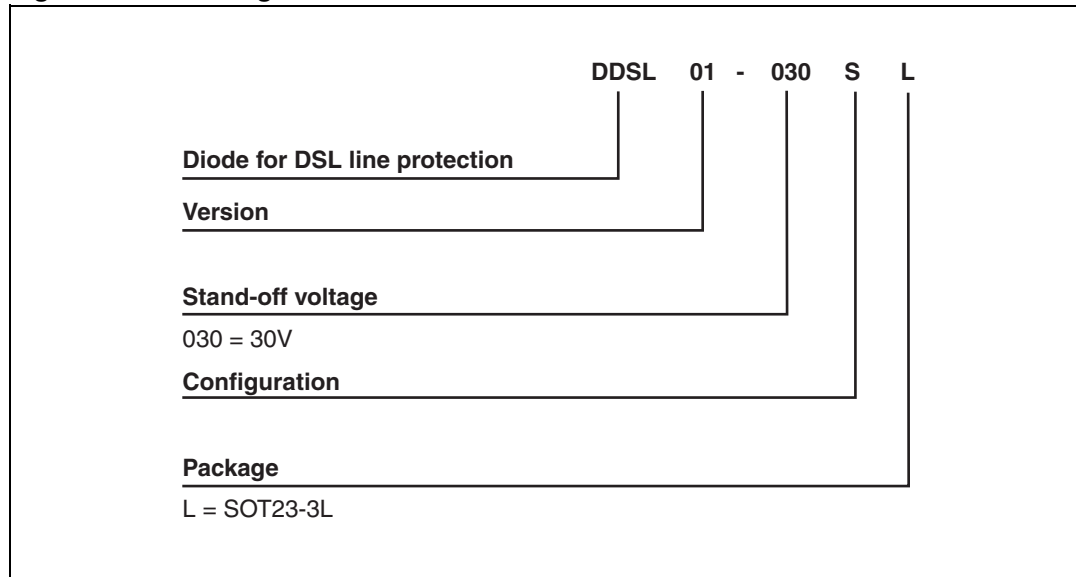 DDSL 01 - 030 S L
Diode for DSL line protection
Version
Stand-off voltage
030 = 30V
Configuration
Package
L = SOT23-3L